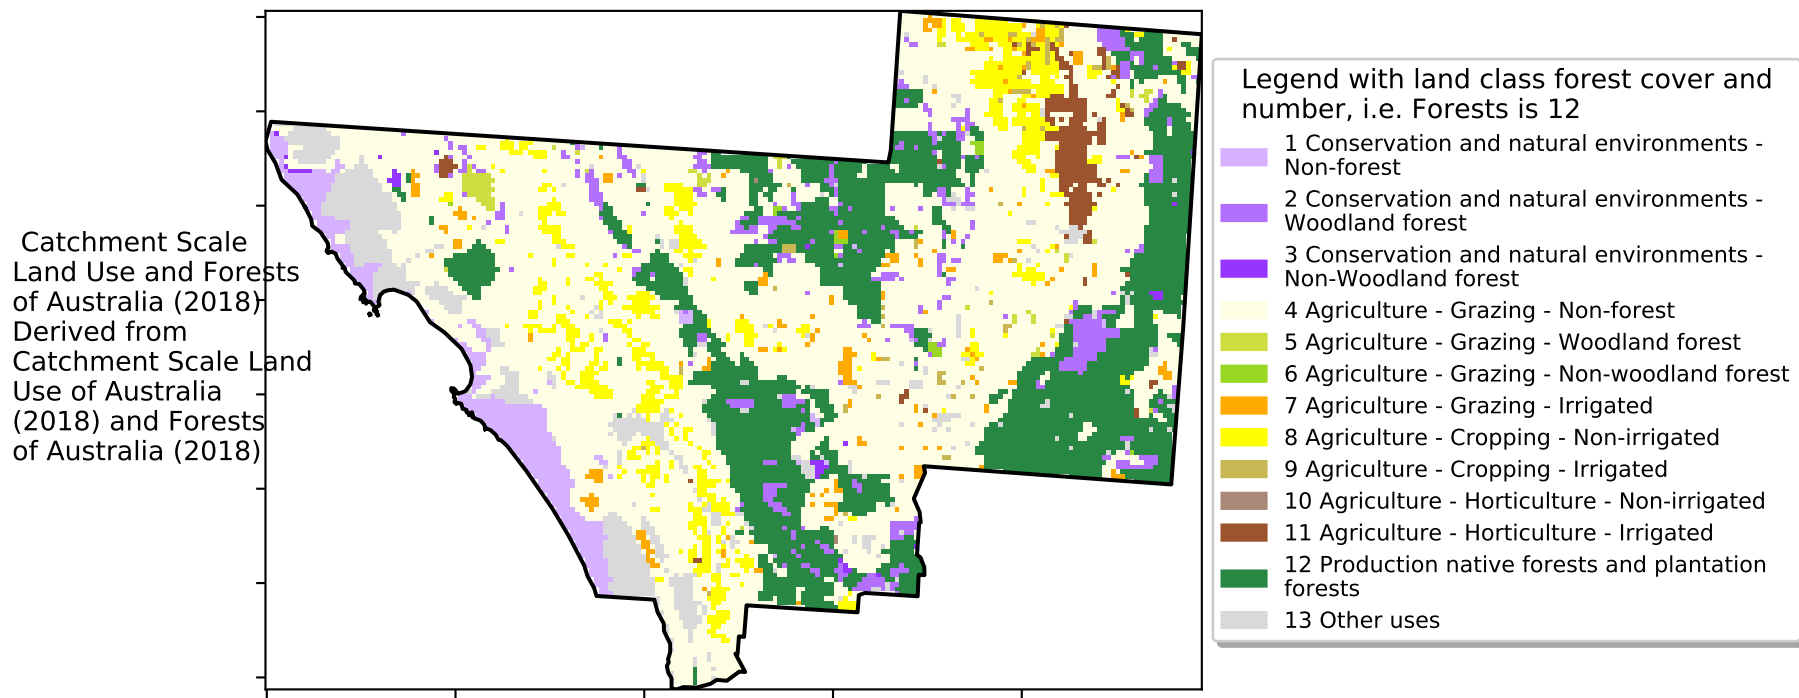 Catchment Scale
Land Use and Forests
of Australia (2018)
Derived from
Catchment Scale Land
Use of Australia
(2018) and Forests
of Australia (2018)
Legend with land class forest cover and
number, i.e. Forests is 12
1 Conservation and natural environments -
Non-forest
2 Conservation and natural environments -
Woodland forest
3 Conservation and natural environments -
Non-Woodland forest
4 Agriculture - Grazing - Non-forest
5 Agriculture - Grazing - Woodland forest
6 Agriculture - Grazing - Non-woodland forest
7 Agriculture - Grazing - Irrigated
8 Agriculture - Cropping - Non-irrigated
9 Agriculture - Cropping - Irrigated
10 Agriculture - Horticulture - Non-irrigated
11 Agriculture - Horticulture - Irrigated
12 Production native forests and plantation
forests
13 Other uses